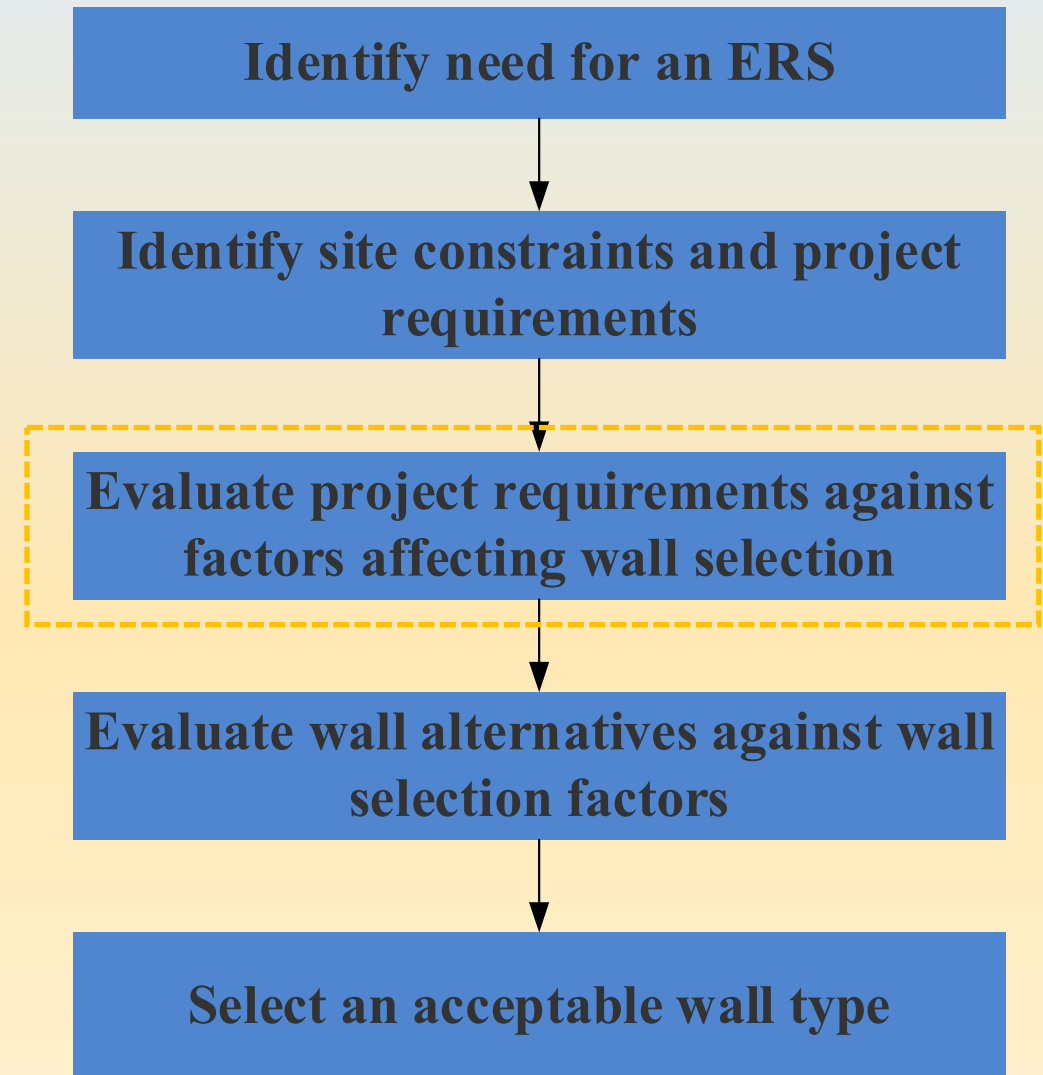 Identify need for an ERS
Identify site constraints and project
requirements
Evaluate project requirements against
factors affecting wall selection
Evaluate wall alternatives against wall
selection factors
Select an acceptable wall type